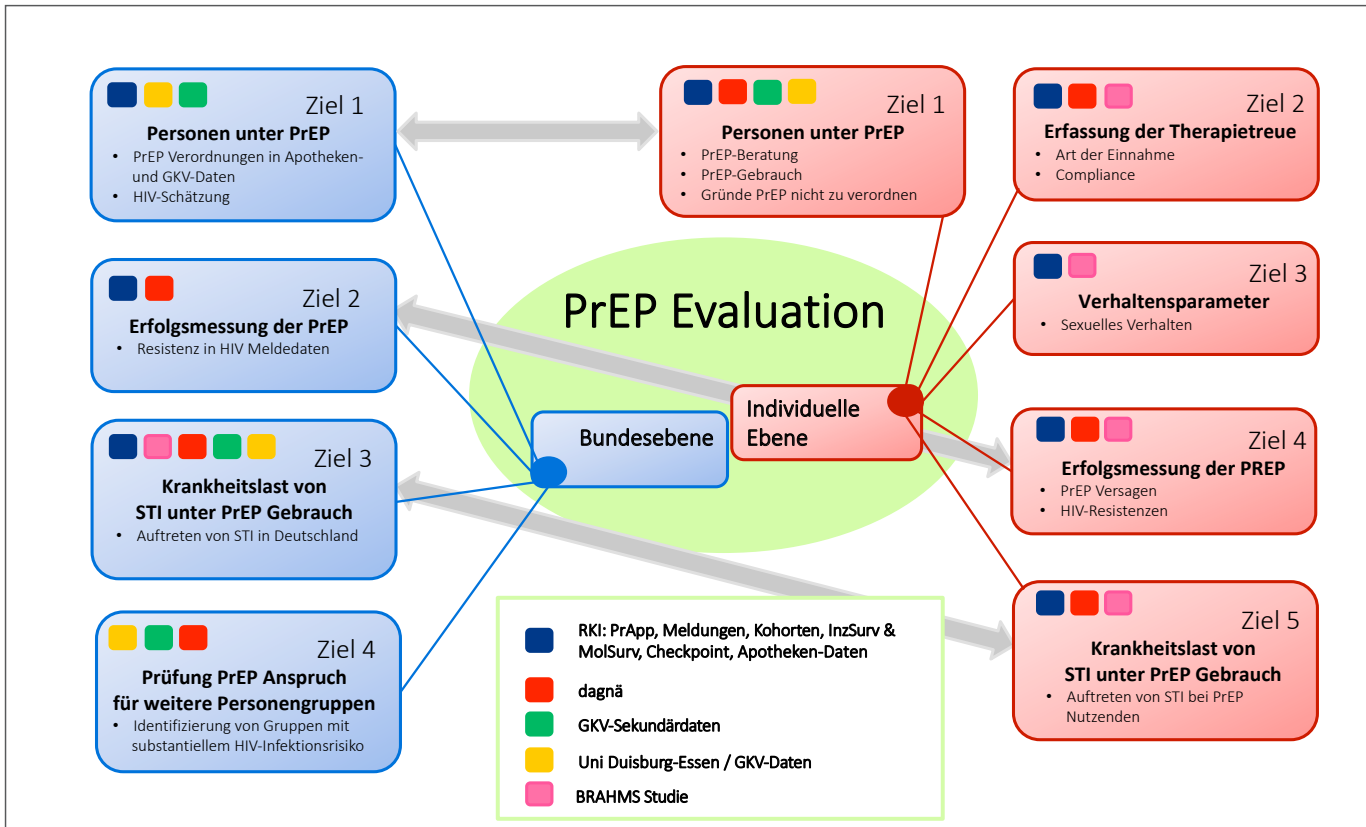 Ziel 1
Personen unter PrEP
• PrEP Verordnungen in Apotheken-
und GKV-Daten
• HIV-Schätzung
Ziel 2
Erfolgsmessung der PrEP
• Resistenz in HIV Meldedaten
Ziel 3
Krankheitslast von
STI unter PrEP Gebrauch
• Auftreten von STI in Deutschland
Ziel 4
Prüfung PrEP Anspruch
für weitere Personengruppen
• Identifizierung von Gruppen mit
substantiellem HIV-Infektionsrisiko
PrEP Evaluation
Bundesebene
Individuelle
Ebene
Ziel 1
Personen unter PrEP
• PrEP-Beratung
• PrEP-Gebrauch
• Gründe PrEP nicht zu verordnen
Ziel 2
Erfassung der Therapietreue
• Art der Einnahme
• Compliance
Ziel 3
Verhaltensparameter
• Sexuelles Verhalten
Ziel 4
Erfolgsmessung der PREP
• PrEP Versagen
• HIV-Resistenzen
Ziel 5
Krankheitslast von
STI unter PrEP Gebrauch
• Auftreten von STI bei PrEP
Nutzenden
RKI: PrApp, Meldungen, Kohorten, InzSurv &
MolSurv, Checkpoint, Apotheken-Daten
dagnä
GKV-Sekundärdaten
Uni Duisburg-Essen / GKV-Daten
BRAHMS Studie